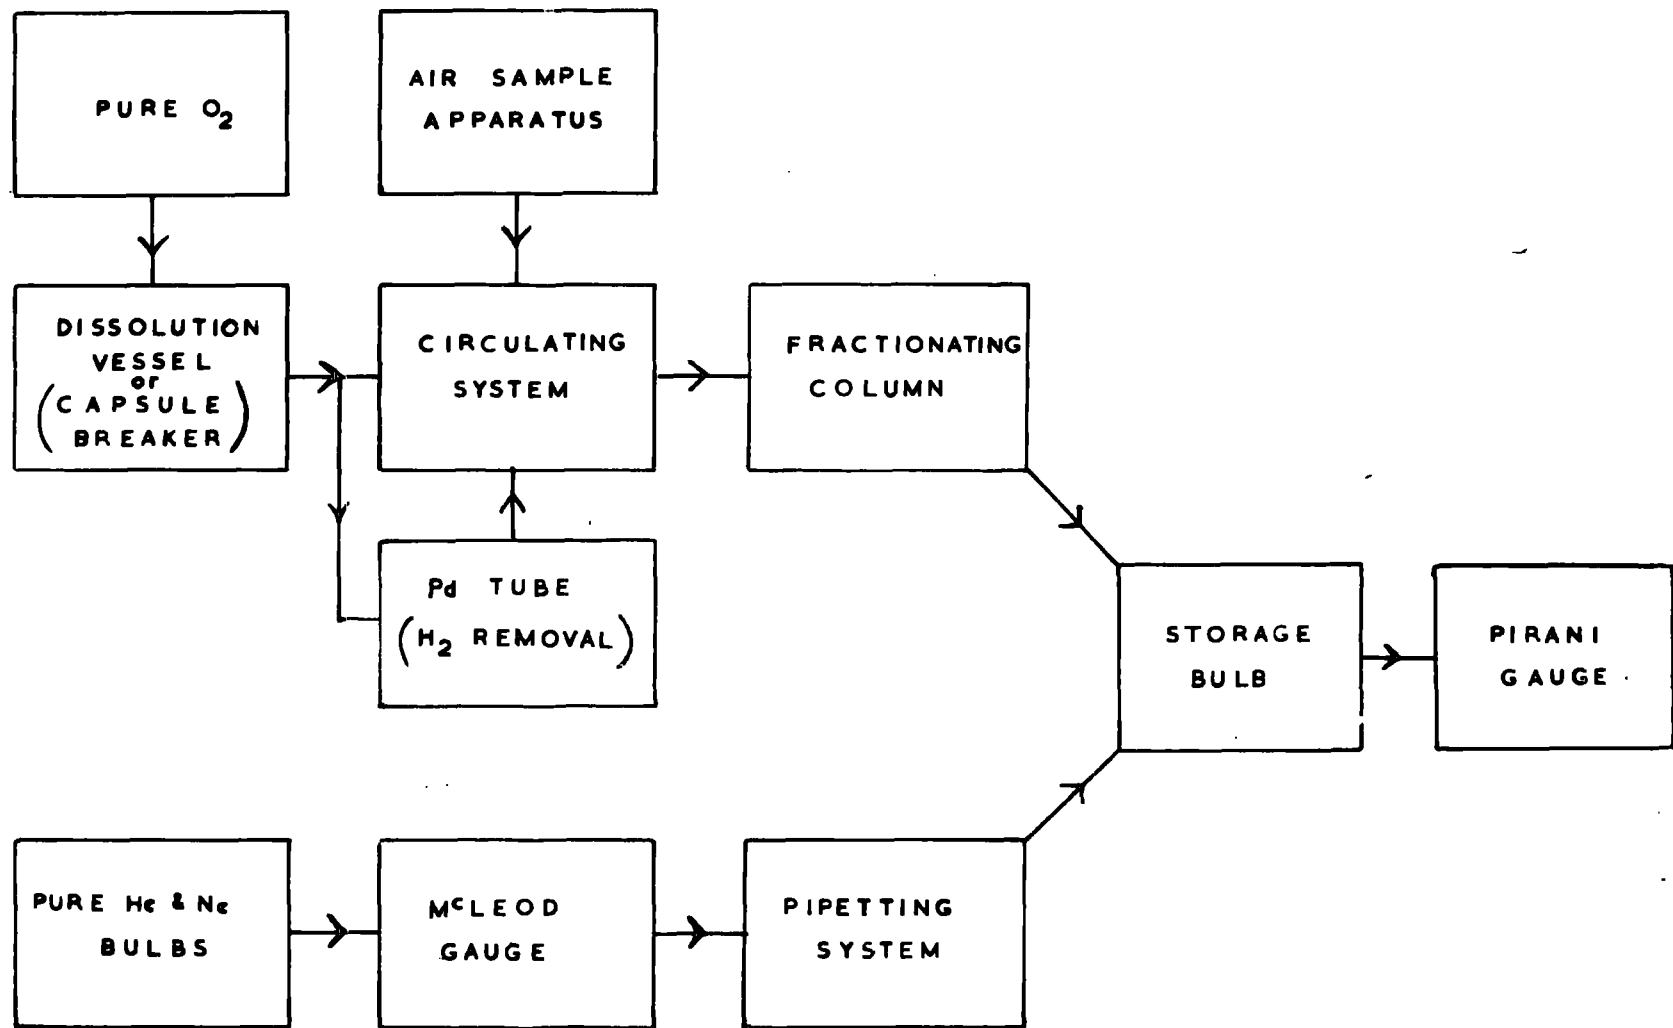 PURE O₂
AIR SAMPLE
APPARATUS
DISSOLUTION
VESSEL
or
(CAPSULE
BREAKER)
CIRCULATING
SYSTEM
FRACTIONATING
COLUMN
Pd TUBE
(H₂ REMOVAL)
STORAGE
BULB
PIRANI
GAUGE
PURE He & Ne
BULBS
McLEOD
GAUGE
PIPETTING
SYSTEM